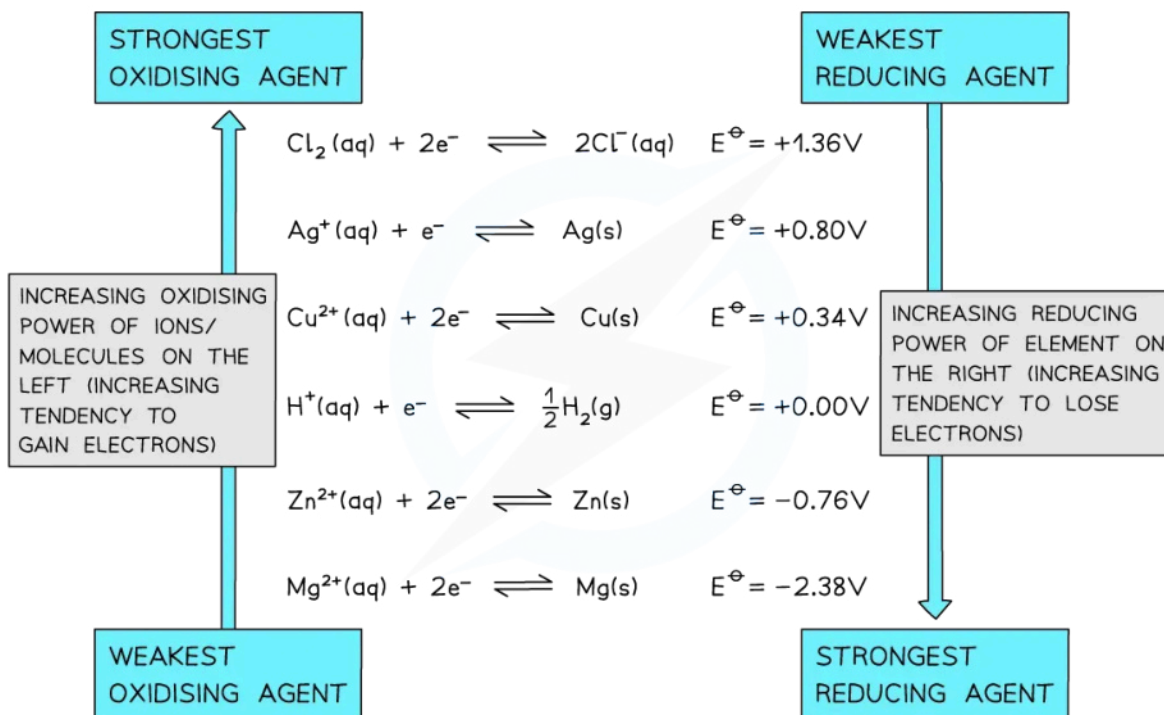 STRONGEST
OXIDISING AGENT
WEAKEST
REDUCING AGENT
Cl₂(aq) + 2e⁻ ⇌ 2Cl⁻(aq) E⦵ = +1.36V
Ag⁺(aq) + e⁻ ⇌ Ag(s) E⦵ = +0.80V
INCREASING OXIDISING
POWER OF IONS/
MOLECULES ON THE
LEFT (INCREASING
TENDENCY TO
GAIN ELECTRONS)
Cu²⁺(aq) + 2e⁻ ⇌ Cu(s) E⦵ = +0.34V
H⁺(aq) + e⁻ ⇌ ½H₂(g) E⦵ = +0.00V
INCREASING REDUCING
POWER OF ELEMENT ON
THE RIGHT (INCREASING
TENDENCY TO LOSE
ELECTRONS)
Zn²⁺(aq) + 2e⁻ ⇌ Zn(s) E⦵ = −0.76V
Mg²⁺(aq) + 2e⁻ ⇌ Mg(s) E⦵ = −2.38V
WEAKEST
OXIDISING AGENT
STRONGEST
REDUCING AGENT